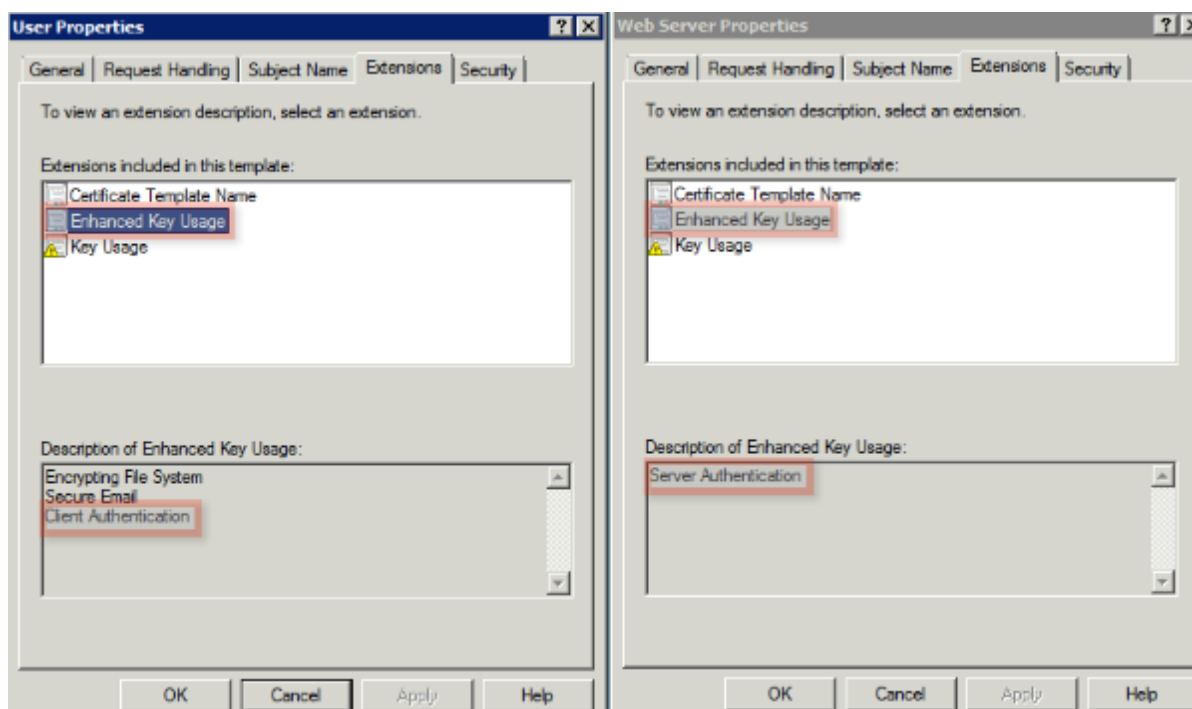 User Properties
General Request Handling Subject Name Extensions Security
To view an extension description, select an extension.
Extensions included in this template:
Certificate Template Name
Enhanced Key Usage
Key Usage
Description of Enhanced Key Usage:
Encrypting File System
Secure Email
Client Authentication
OK Cancel Apply Help
Web Server Properties
General Request Handling Subject Name Extensions Security
To view an extension description, select an extension.
Extensions included in this template:
Certificate Template Name
Enhanced Key Usage
Key Usage
Description of Enhanced Key Usage:
Server Authentication
OK Cancel Apply Help